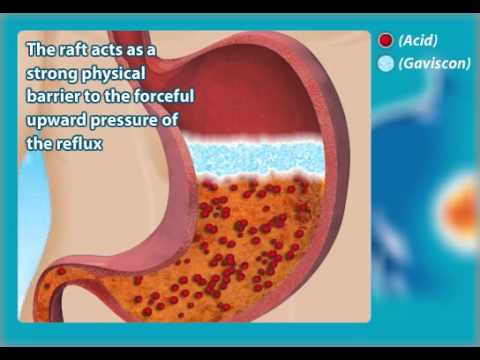 The raft acts as a
strong physical
barrier to the forceful
upward pressure of
the reflux
(Acid)
(Gaviscon)